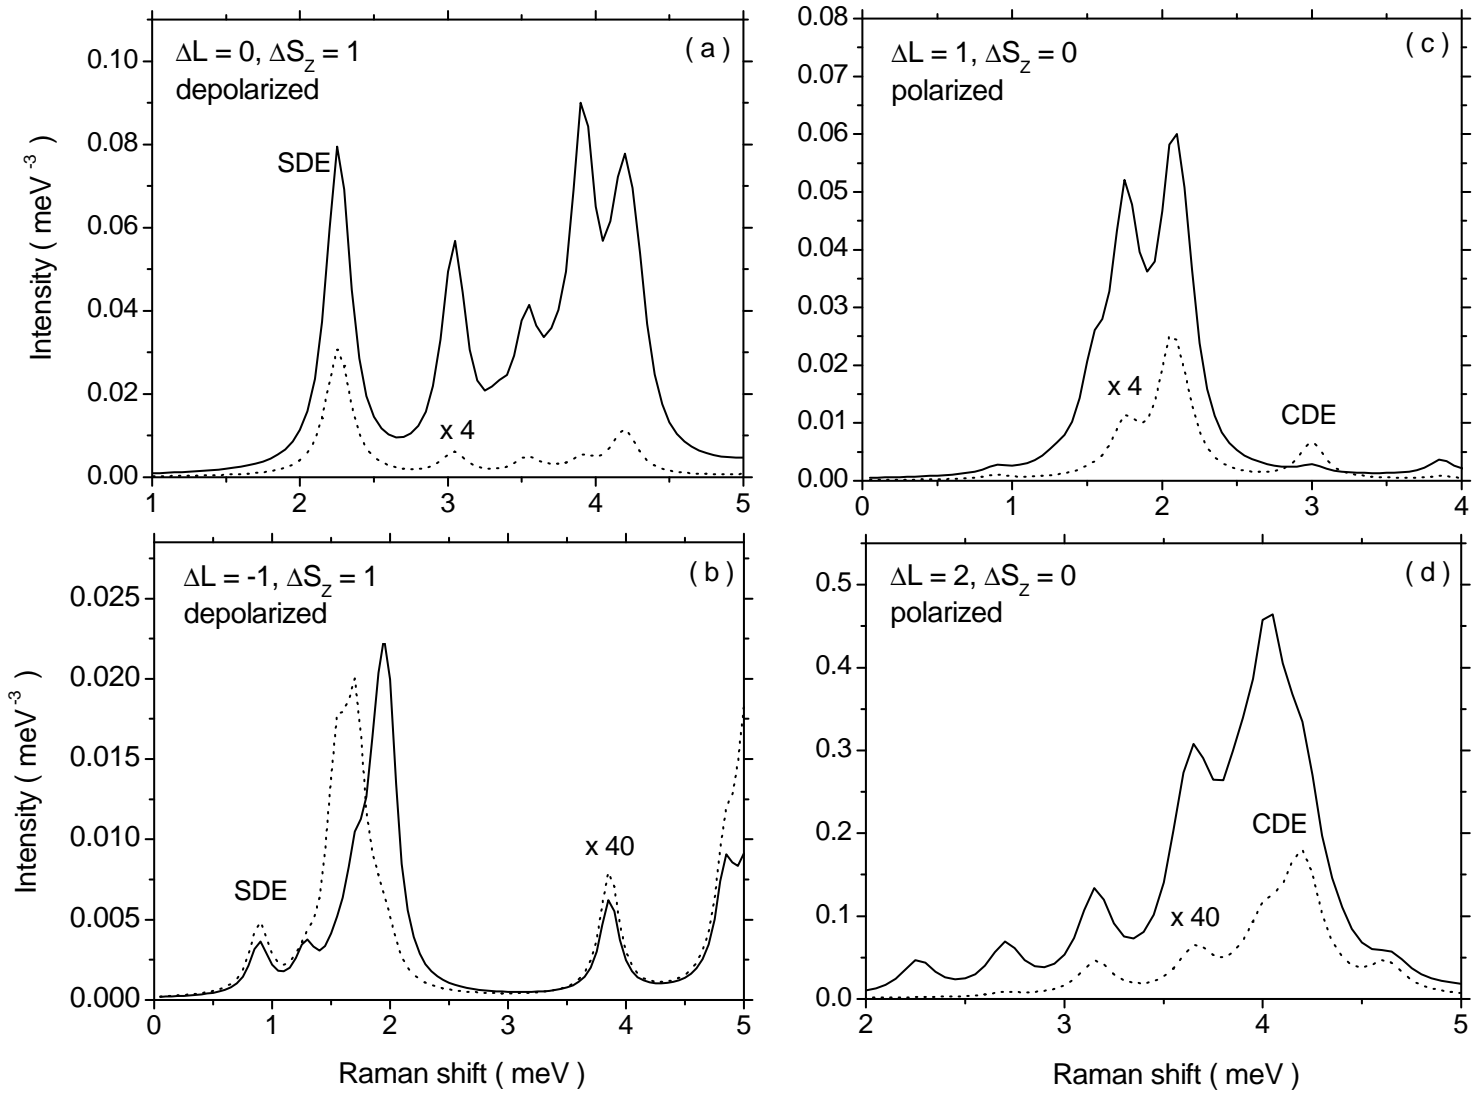 ΔL = 0, ΔS_Z = 1
( a )
depolarized
SDE
x 4
0.10
0.08
0.06
0.04
0.02
0.00
1
2
3
4
5
Intensity ( meV⁻³ )
ΔL = 1, ΔS_Z = 0
( c )
polarized
x 4
CDE
0.08
0.07
0.06
0.05
0.04
0.03
0.02
0.01
0.00
0
1
2
3
4
ΔL = -1, ΔS_Z = 1
( b )
depolarized
SDE
x 40
0.025
0.020
0.015
0.010
0.005
0.000
0
1
2
3
4
5
Intensity ( meV⁻³ )
Raman shift ( meV )
ΔL = 2, ΔS_Z = 0
( d )
polarized
CDE
x 40
0.5
0.4
0.3
0.2
0.1
0.0
2
3
4
5
Raman shift ( meV )